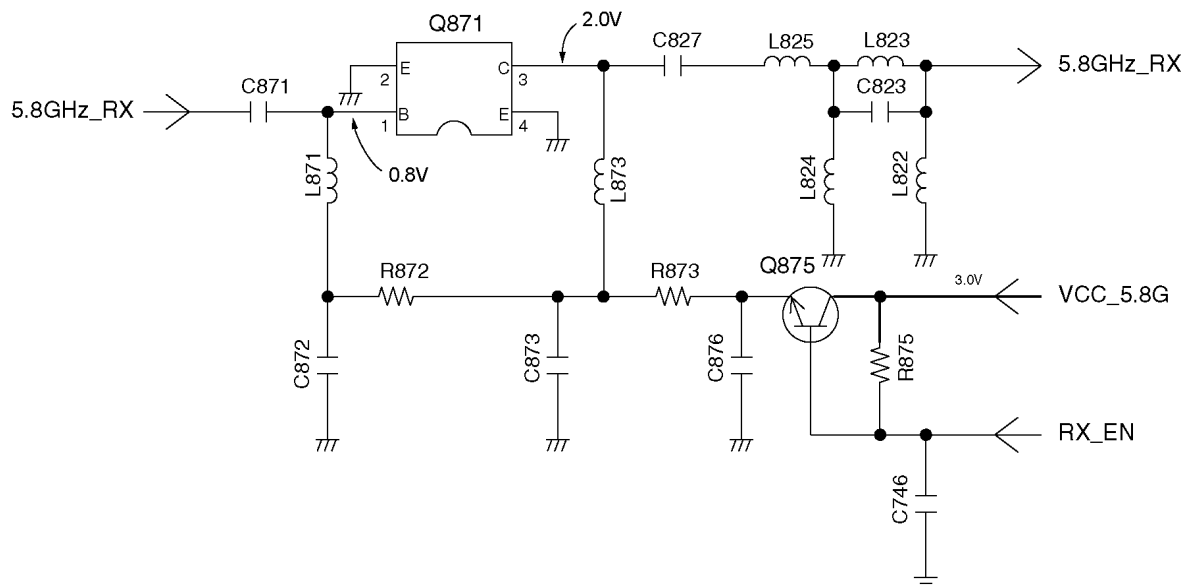 2.0V
Q871
C827
L825
L823
E
2
C
3
5.8GHz_RX
C871
C823
5.8GHz_RX
B
1
E
4
L871
0.8V
L873
L824
L822
R872
R873
Q875
3.0V
VCC_5.8G
C872
C873
C876
R875
RX_EN
C746